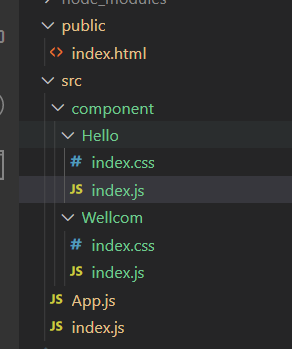 node_modules
public
<> index.html
src
component
Hello
# index.css
JS index.js
Wellcom
# index.css
JS index.js
JS App.js
JS index.js